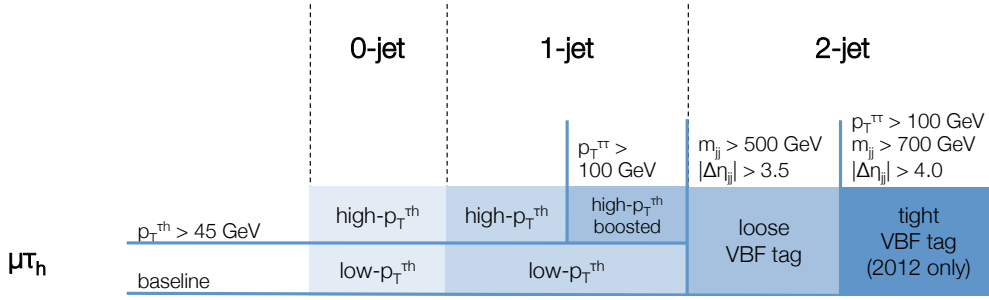 0-jet 1-jet 2-jet
p_T^ττ > 100 GeV
m_jj > 500 GeV
|Δη_jj| > 3.5
p_T^ττ > 100 GeV
m_jj > 700 GeV
|Δη_jj| > 4.0
p_T^τh > 45 GeV
high-p_T^τh
high-p_T^τh
high-p_T^τh
boosted
loose
VBF tag
tight
VBF tag
(2012 only)
μτ_h
baseline
low-p_T^τh
low-p_T^τh